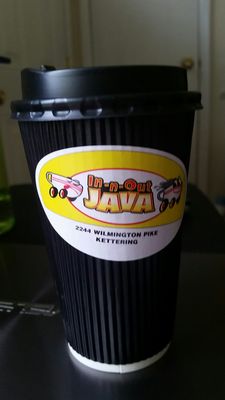 In-n-Out
JAVA
2244 WILMINGTON PIKE
KETTERING